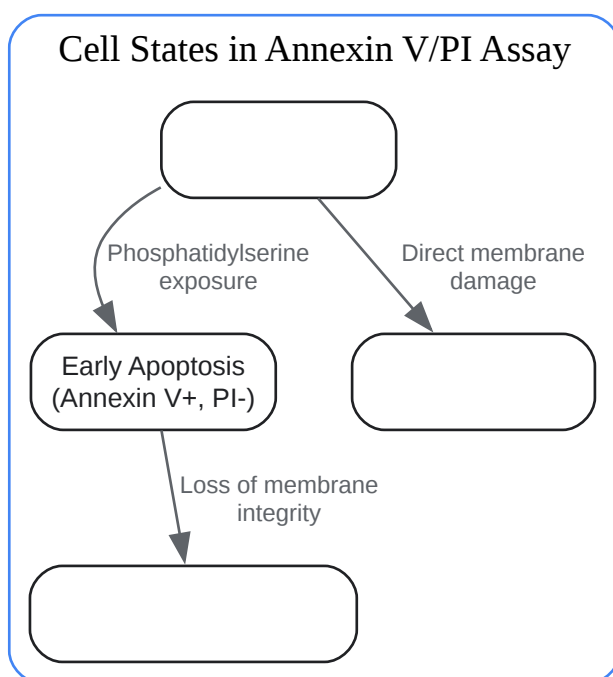 Cell States in Annexin V/PI Assay
Phosphatidylserine
exposure
Direct membrane
damage
Early Apoptosis
(Annexin V+, PI-)
Loss of membrane
integrity